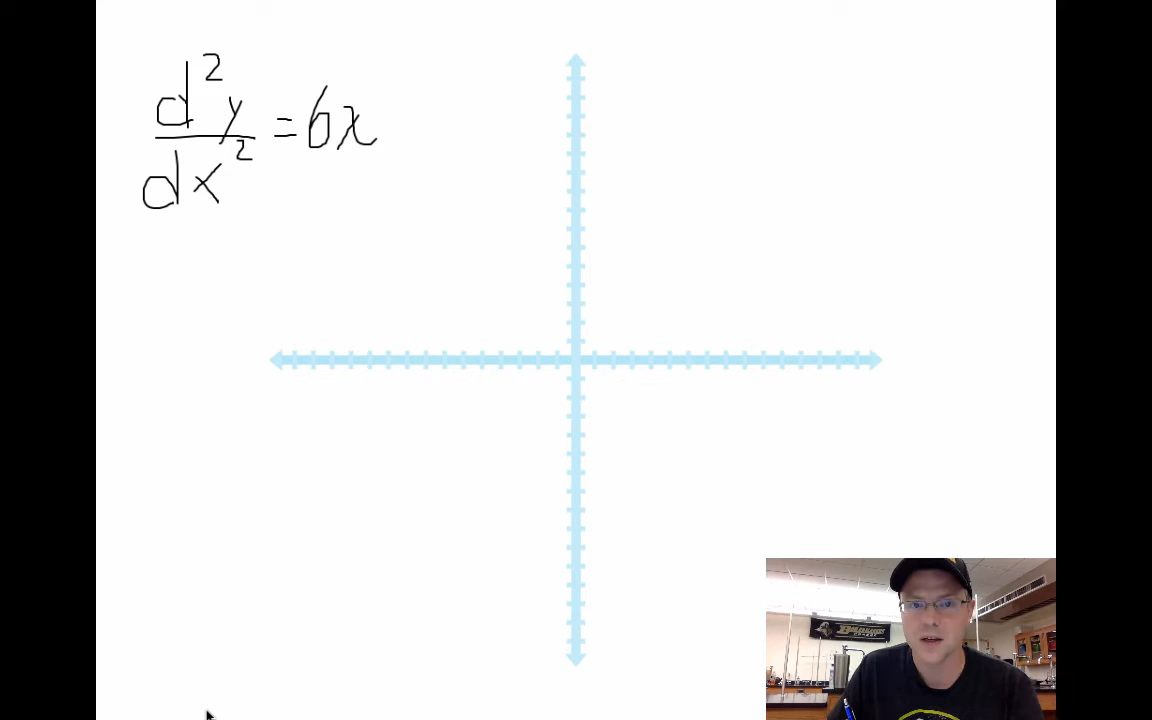 d²y/dx² = 6x